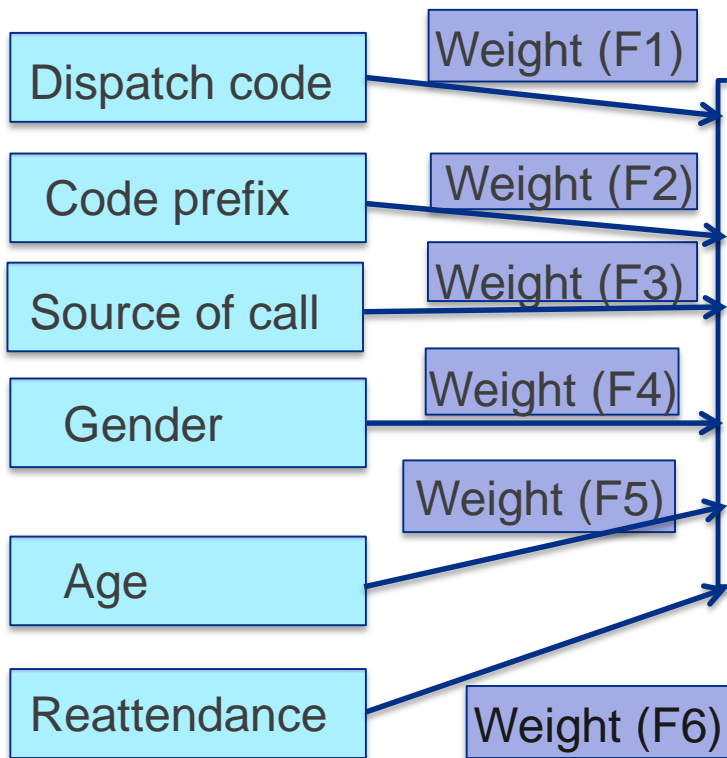 Weight (F1)
Dispatch code
Weight (F2)
Code prefix
Weight (F3)
Source of call
Weight (F4)
Gender
Weight (F5)
Age
Reattendance
Weight (F6)